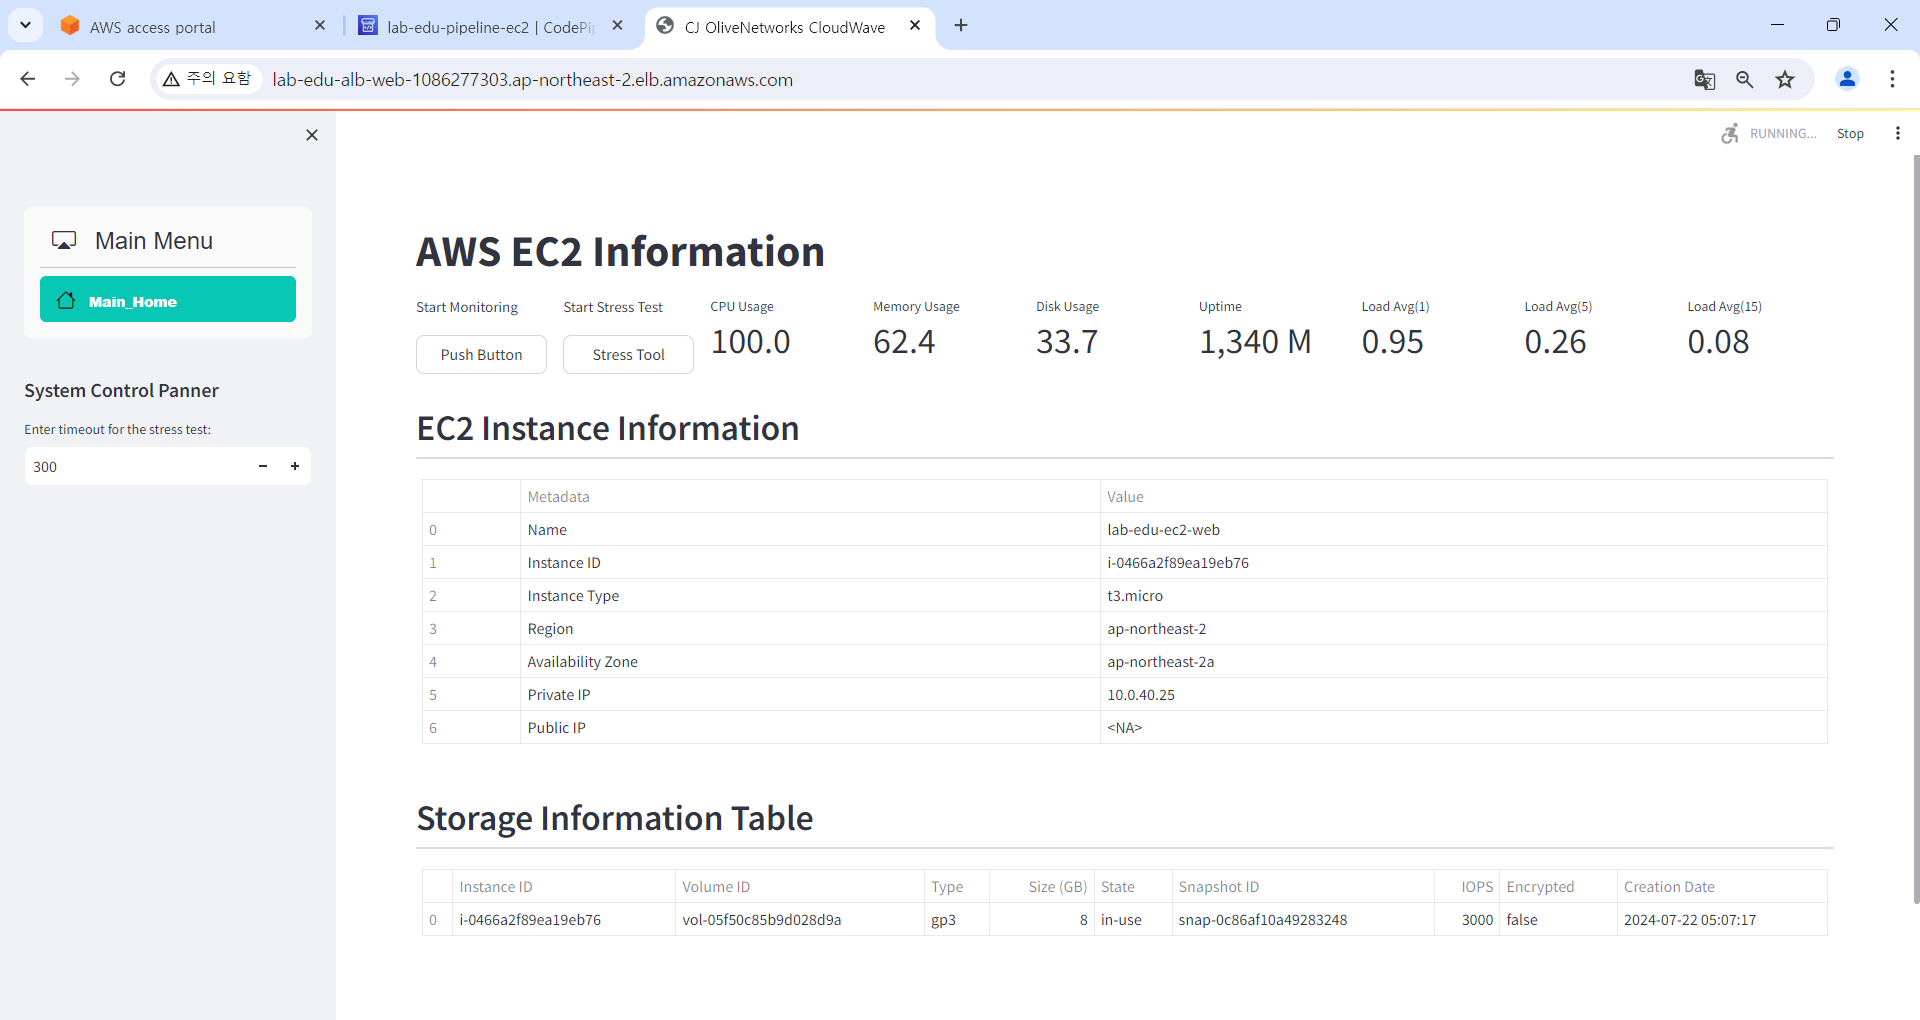 AWS access portal
lab-edu-pipeline-ec2 | CodePip
CJ OliveNetworks CloudWave
주의 요함
lab-edu-alb-web-1086277303.ap-northeast-2.elb.amazonaws.com
RUNNING...
Stop
Main Menu
Main_Home
System Control Panner
Enter timeout for the stress test:
300
AWS EC2 Information
Start Monitoring
Start Stress Test
CPU Usage
Memory Usage
Disk Usage
Uptime
Load Avg(1)
Load Avg(5)
Load Avg(15)
Push Button
Stress Tool
100.0
62.4
33.7
1,340 M
0.95
0.26
0.08
EC2 Instance Information
Metadata Value
0 Name lab-edu-ec2-web
1 Instance ID i-0466a2f89ea19eb76
2 Instance Type t3.micro
3 Region ap-northeast-2
4 Availability Zone ap-northeast-2a
5 Private IP 10.0.40.25
6 Public IP <NA>
Storage Information Table
Instance ID Volume ID Type Size (GB) State Snapshot ID IOPS Encrypted Creation Date
0 i-0466a2f89ea19eb76 vol-05f50c85b9d028d9a gp3 8 in-use snap-0c86af10a49283248 3000 false 2024-07-22 05:07:17